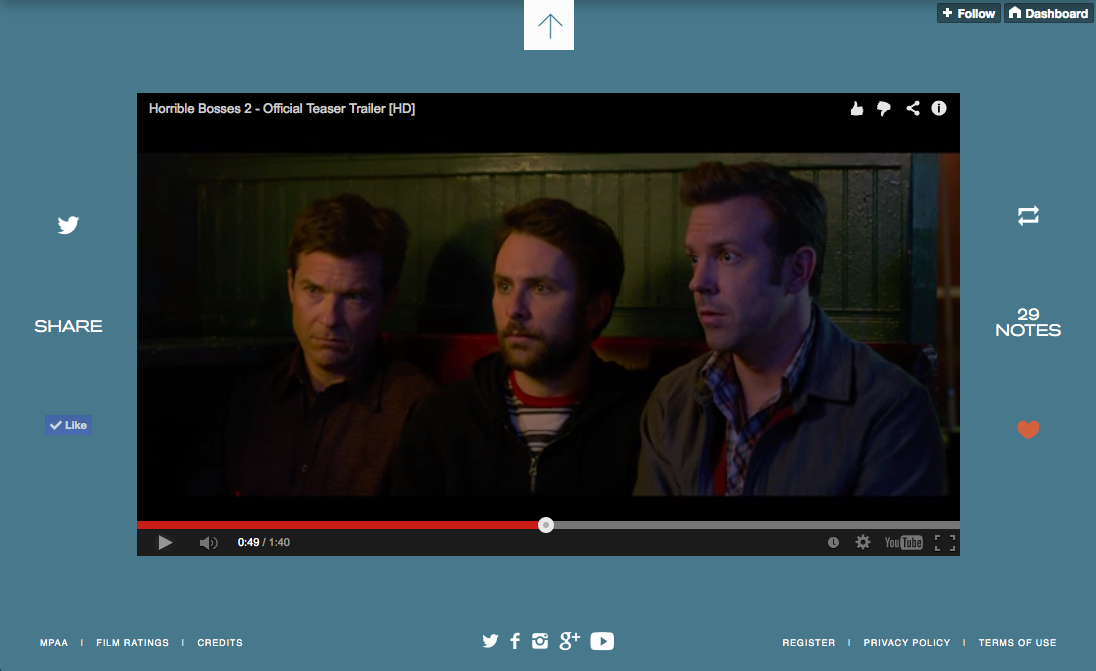 Follow
Dashboard
Horrible Bosses 2 - Official Teaser Trailer [HD]
SHARE
29
NOTES
Like
0:49 / 1:40
YouTube
MPAA | FILM RATINGS | CREDITS
REGISTER | PRIVACY POLICY | TERMS OF USE